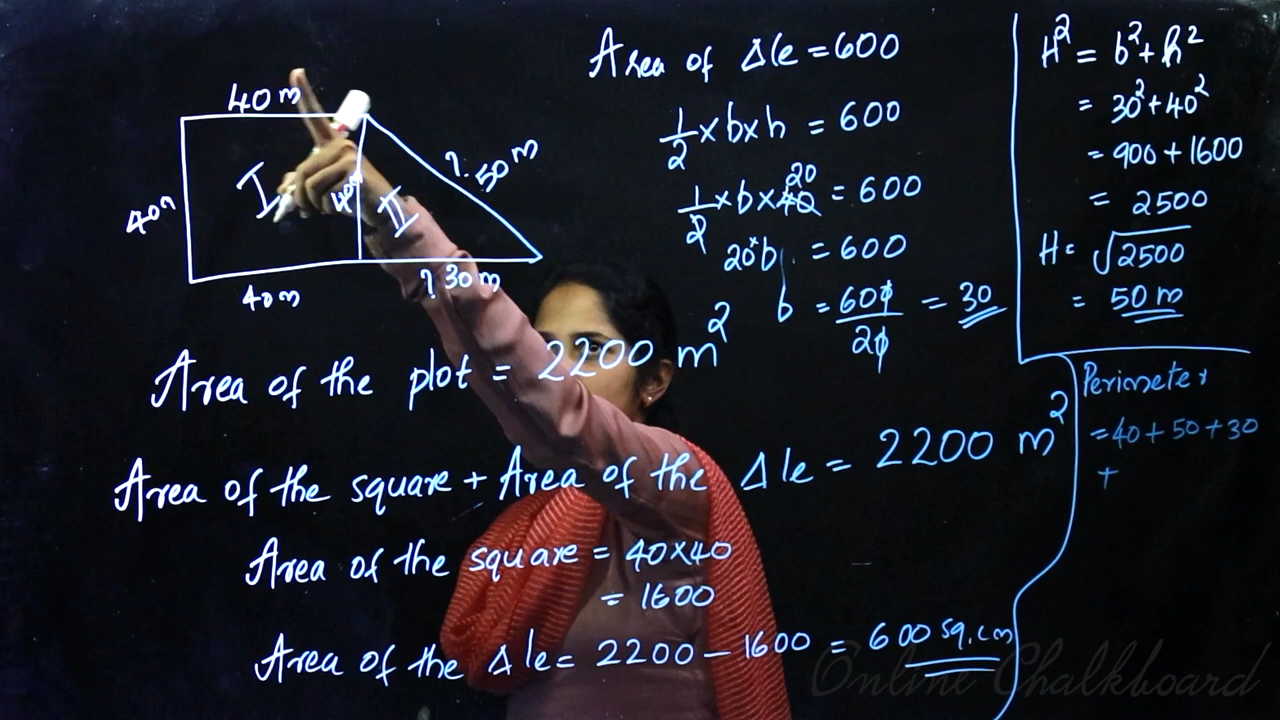 40 m
I
40m
40m
II
? 50 m
40 m
? 30 m
Area of the plot = 2200 m²
Area of the square + Area of the Δle = 2200 m²
Area of the square = 40×40
= 1600
Area of the Δle = 2200 – 1600 = 600 sq.cm
Area of Δle = 600
1/2 × b × h = 600
1/2 × b × 40 20 = 600
20×b = 600
b = 600/20 = 30
H² = b² + h²
= 30² + 40²
= 900 + 1600
= 2500
H = √2500
= 50 m
Perimeter
= 40 + 50 + 30
+
Online Chalkboard